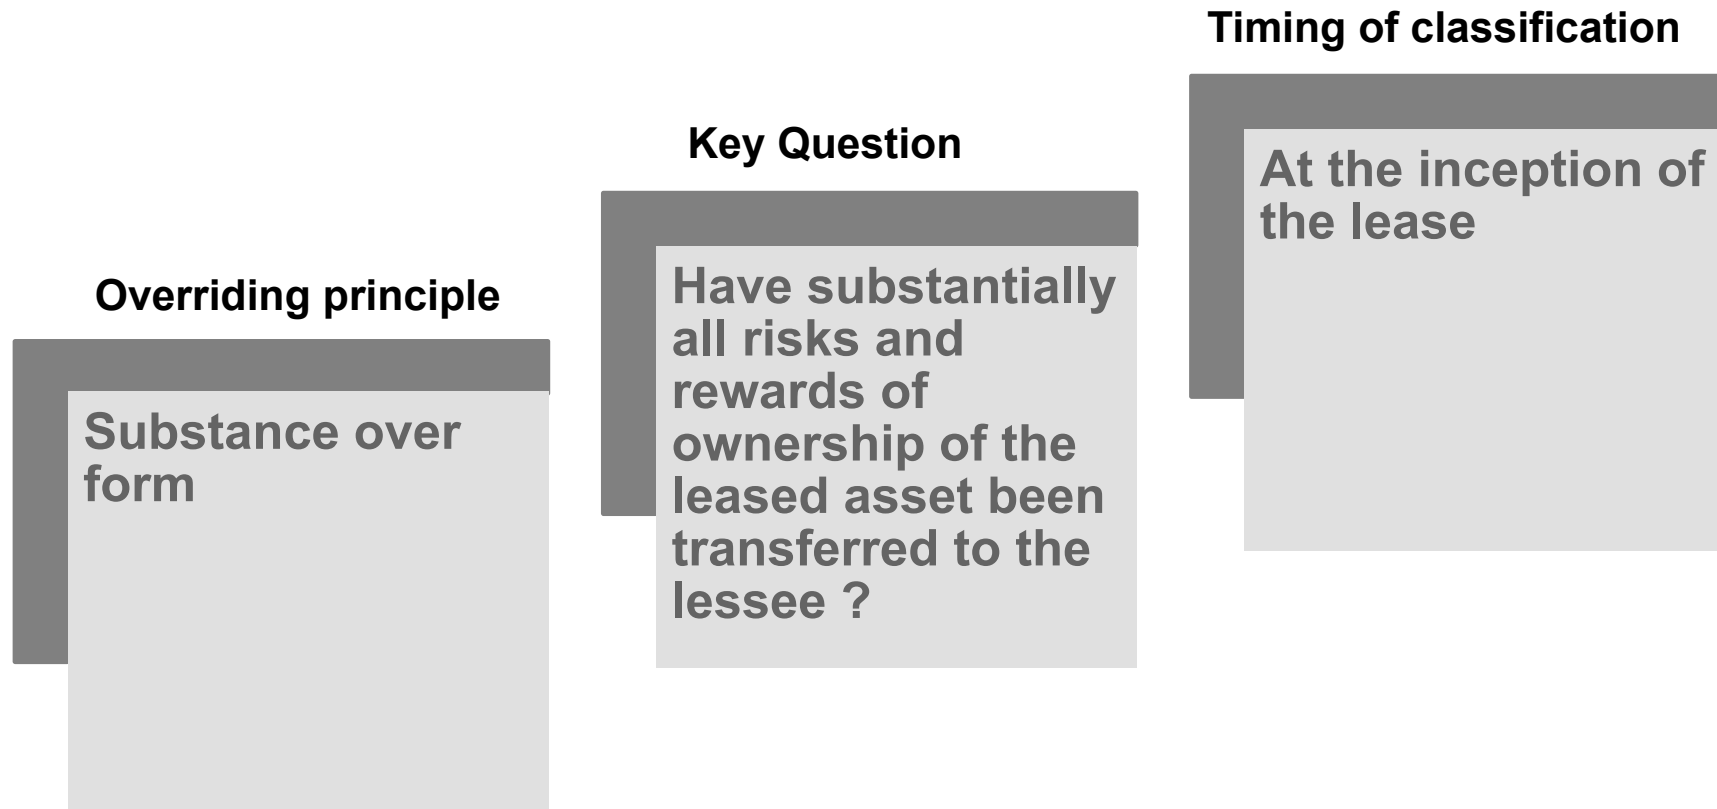 Overriding principle
Substance over
form
Key Question
Have substantially
all risks and
rewards of
ownership of the
leased asset been
transferred to the
lessee ?
Timing of classification
At the inception of
the lease